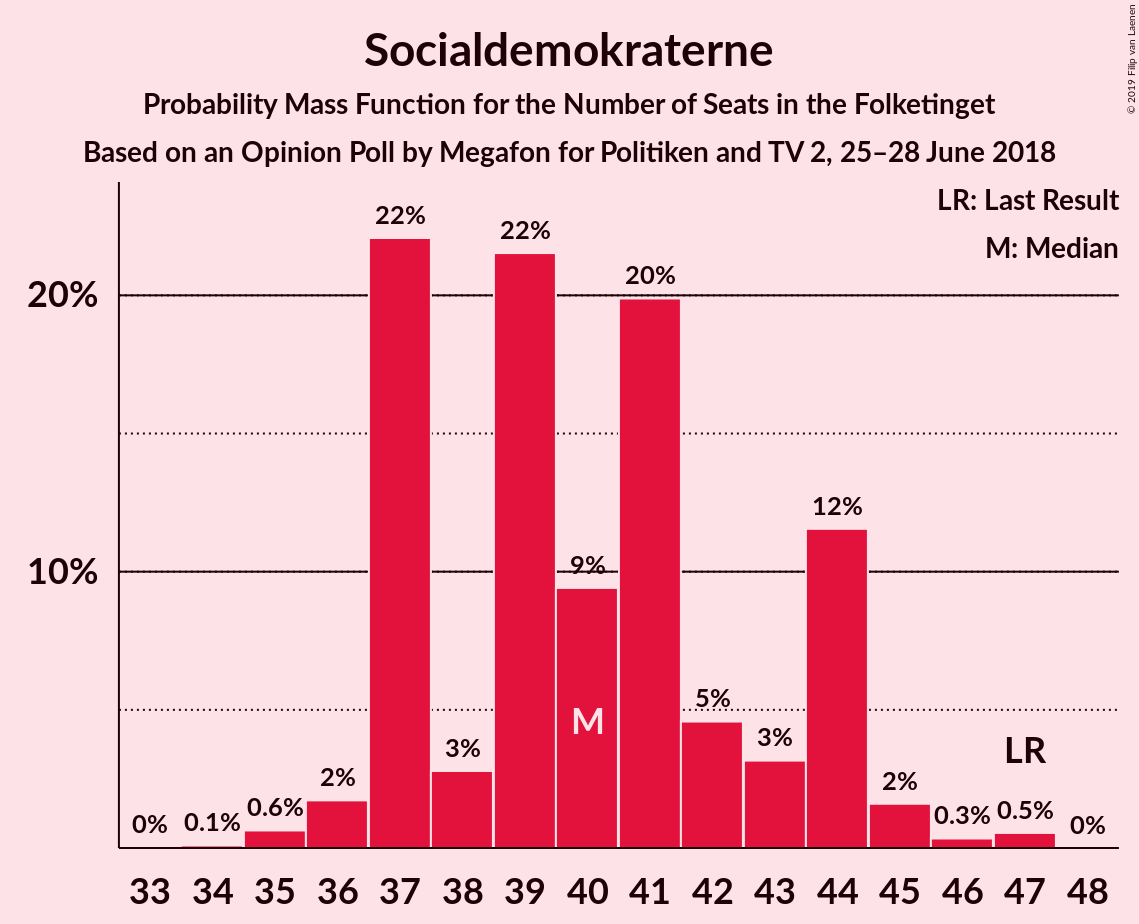 Socialdemokraterne
Probability Mass Function for the Number of Seats in the Folketinget
Based on an Opinion Poll by Megafon for Politiken and TV 2, 25–28 June 2018
© 2019 Filip van Laenen
LR: Last Result
M: Median
20%
10%
0%
0.1%
0.6%
2%
22%
3%
22%
9%
20%
5%
3%
12%
2%
0.3%
0.5%
0%
M
LR
33 34 35 36 37 38 39 40 41 42 43 44 45 46 47 48